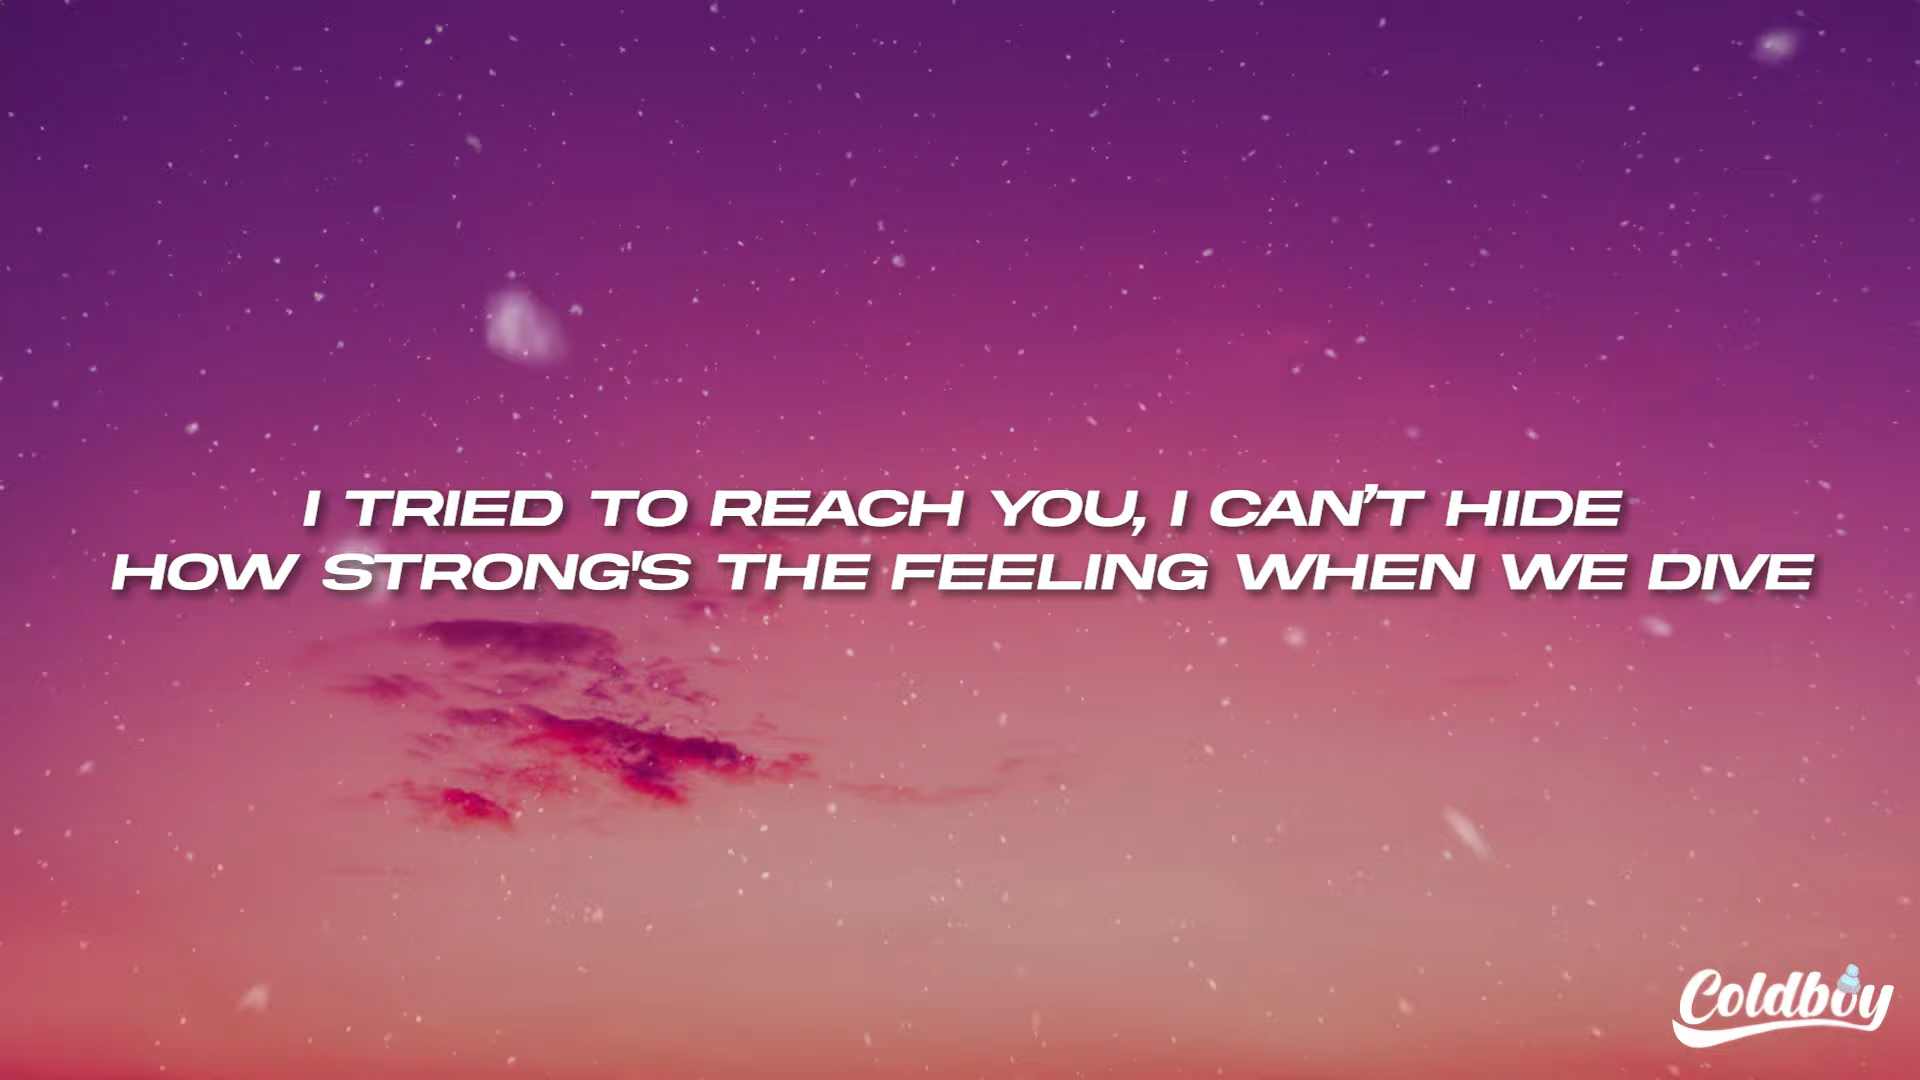 I TRIED TO REACH YOU, I CAN’T HIDE
HOW STRONG'S THE FEELING WHEN WE DIVE
Coldboy